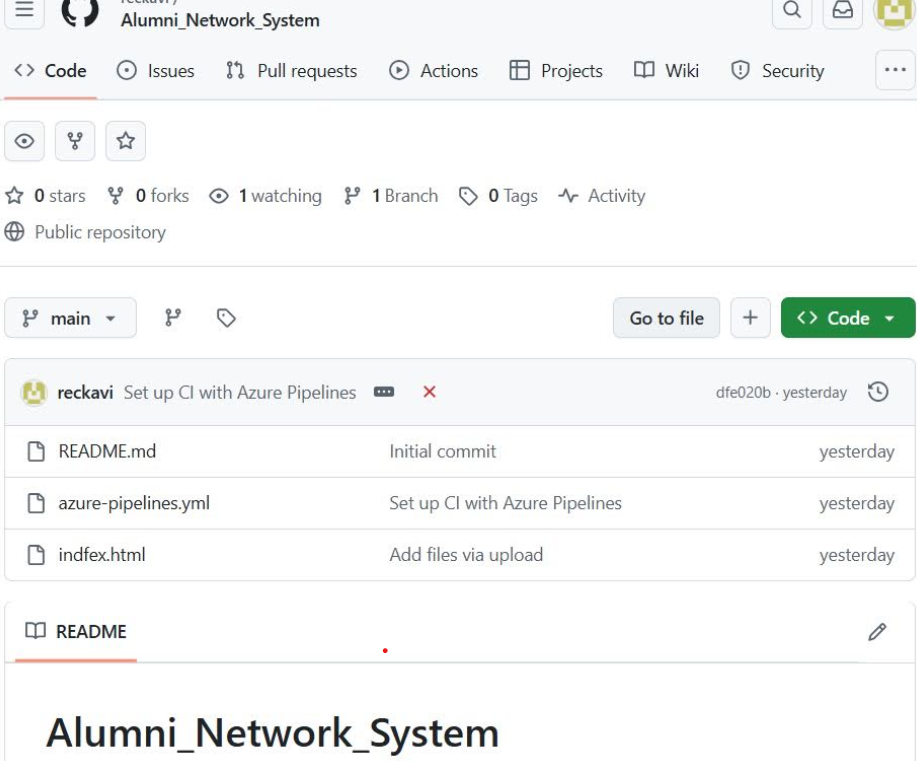 Alumni_Network_System
Code Issues Pull requests Actions Projects Wiki Security
0 stars 0 forks 1 watching 1 Branch 0 Tags Activity
Public repository
main Go to file Code
reckavi Set up CI with Azure Pipelines dfe020b · yesterday
README.md Initial commit yesterday
azure-pipelines.yml Set up CI with Azure Pipelines yesterday
indfex.html Add files via upload yesterday
README
Alumni_Network_System